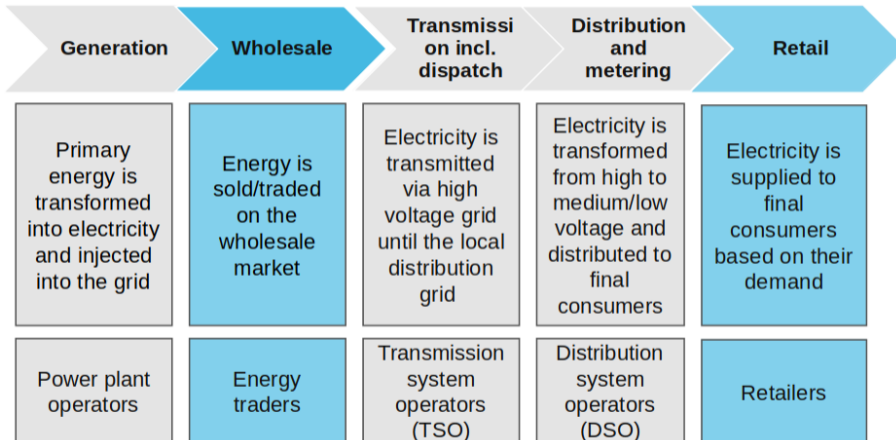 Generation
Wholesale
Transmissi
on incl.
dispatch
Distribution
and
metering
Retail
Primary
energy is
transformed
into electricity
and injected
into the grid
Energy is
sold/traded
on the
wholesale
market
Electricity is
transmitted
via high
voltage grid
until the local
distribution
grid
Electricity is
transformed
from high to
medium/low
voltage and
distributed to
final
consumers
Electricity is
supplied to
final
consumers
based on their
demand
Power plant
operators
Energy
traders
Transmission
system
operators
(TSO)
Distribution
system
operators
(DSO)
Retailers